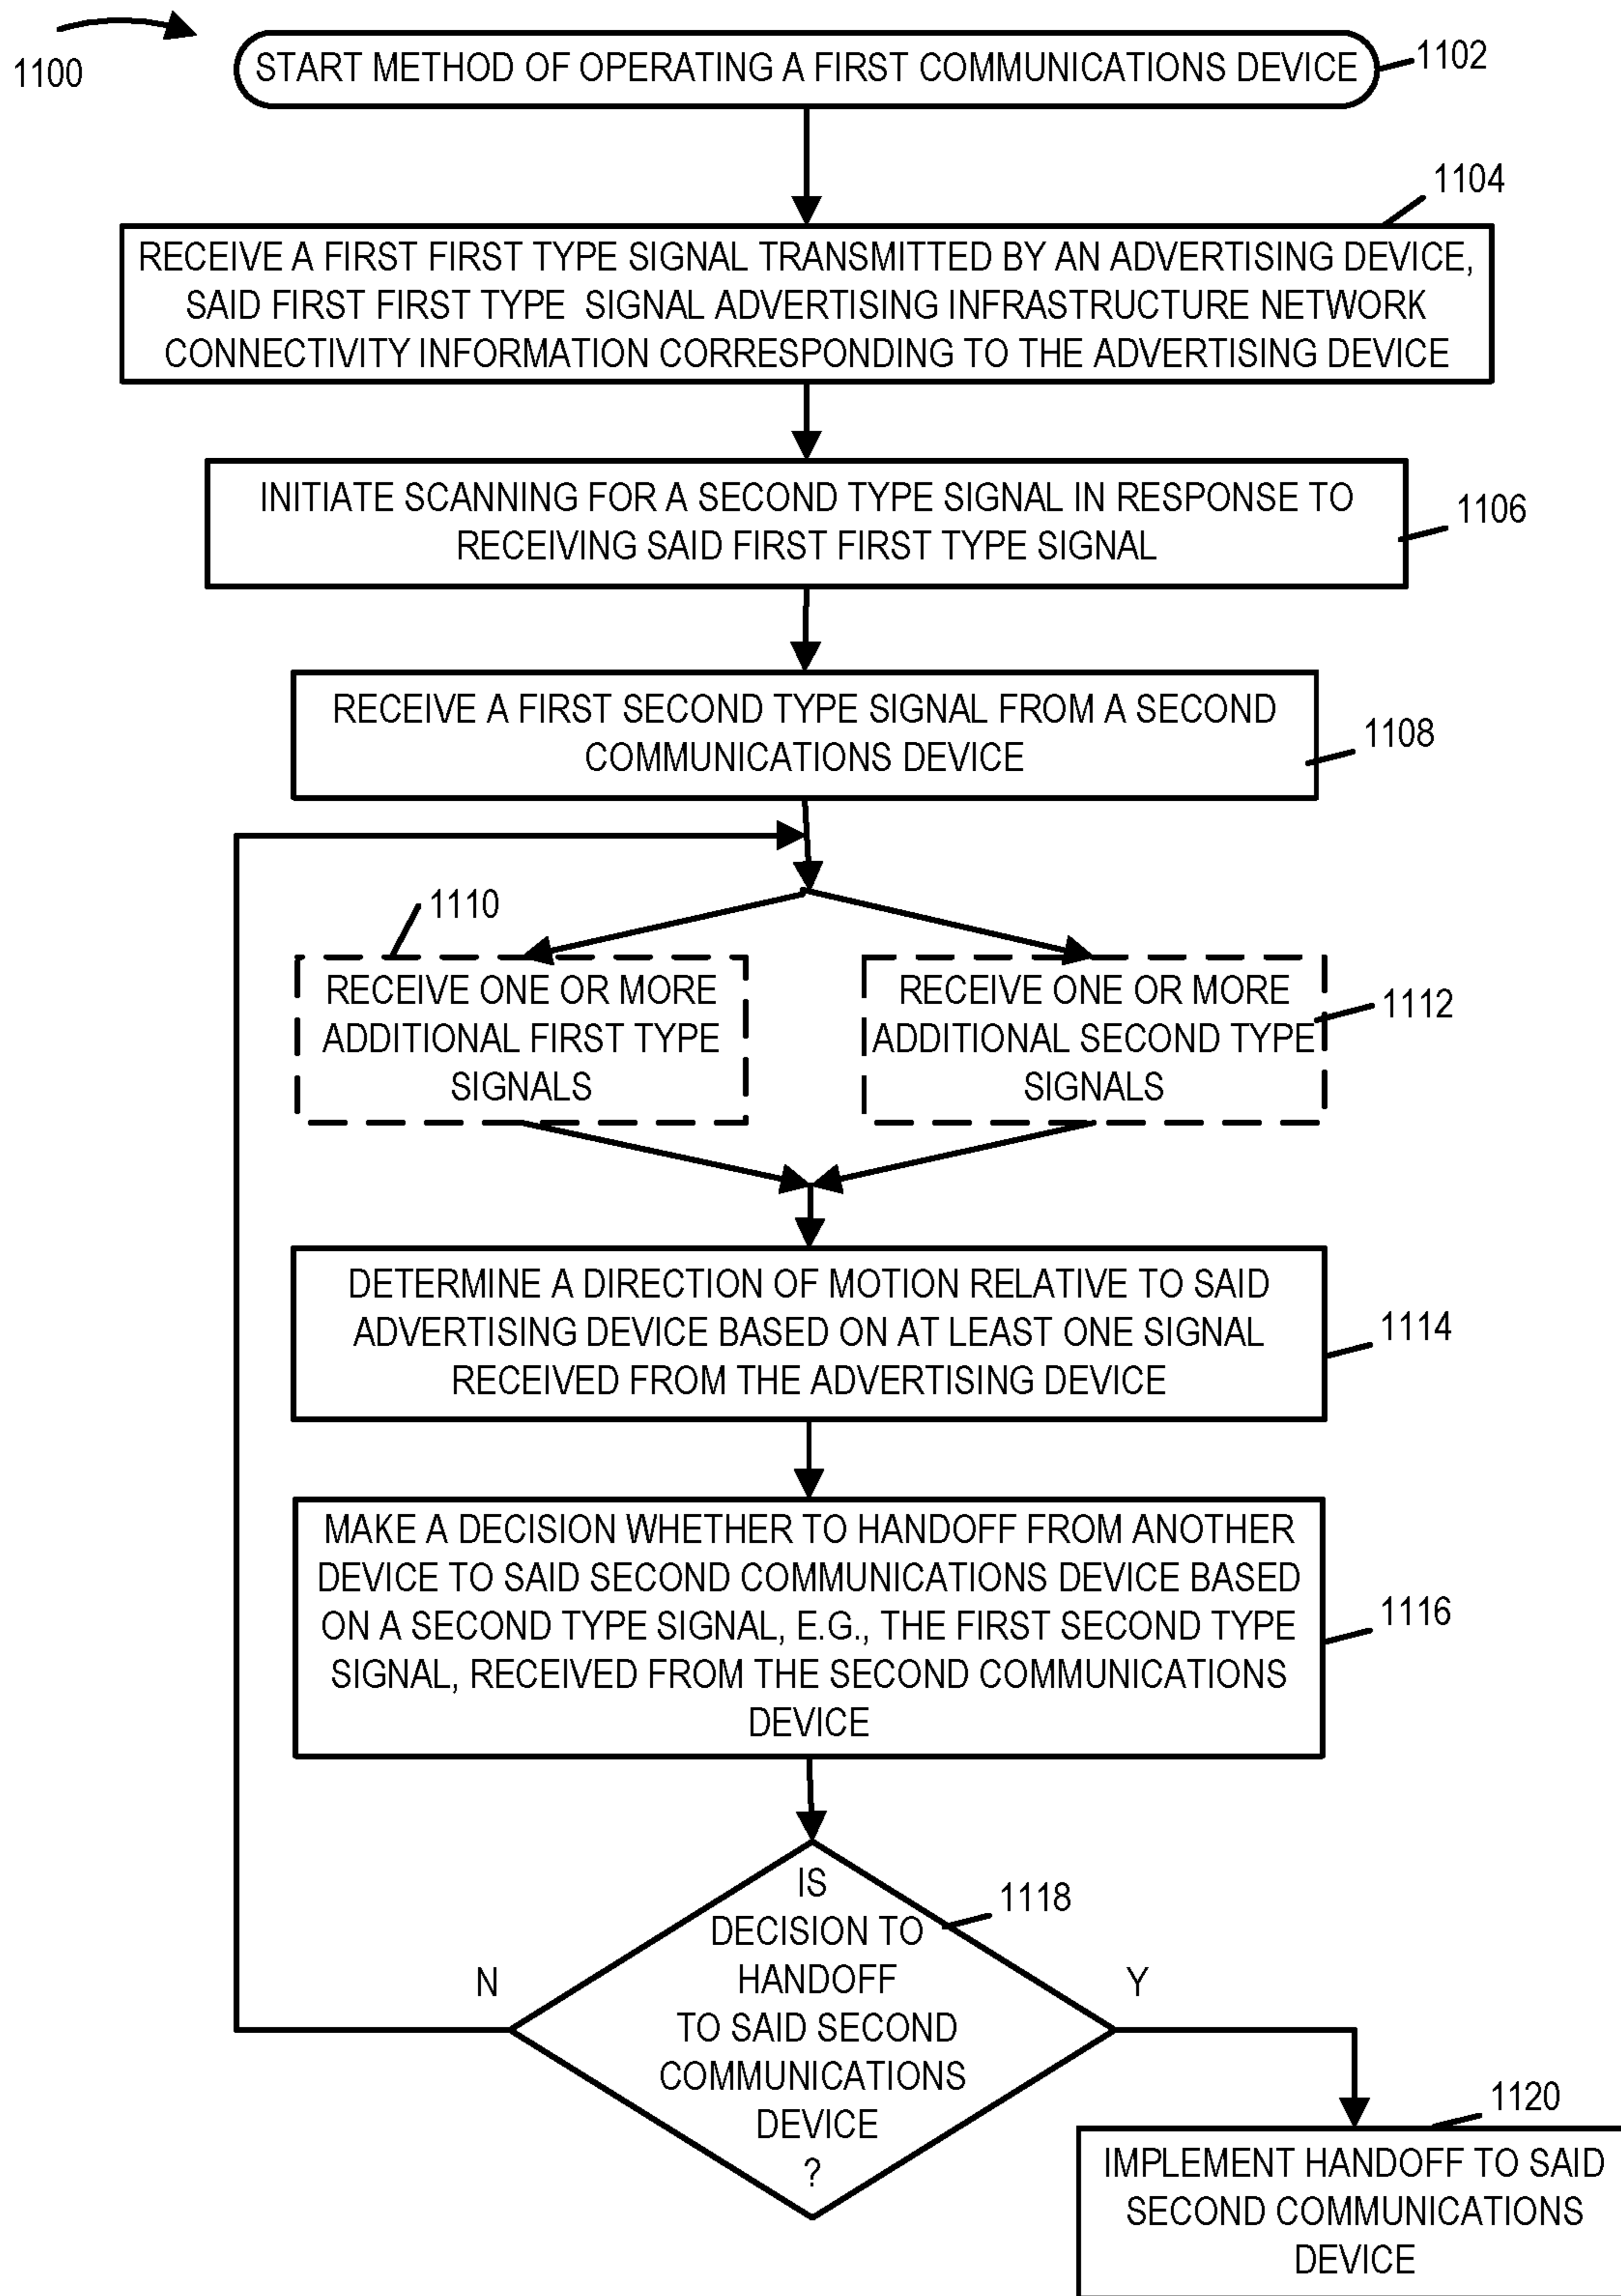 1100
START METHOD OF OPERATING A FIRST COMMUNICATIONS DEVICE
1102
1104
RECEIVE A FIRST FIRST TYPE SIGNAL TRANSMITTED BY AN ADVERTISING DEVICE,
SAID FIRST FIRST TYPE SIGNAL ADVERTISING INFRASTRUCTURE NETWORK
CONNECTIVITY INFORMATION CORRESPONDING TO THE ADVERTISING DEVICE
INITIATE SCANNING FOR A SECOND TYPE SIGNAL IN RESPONSE TO
RECEIVING SAID FIRST FIRST TYPE SIGNAL
1106
RECEIVE A FIRST SECOND TYPE SIGNAL FROM A SECOND
COMMUNICATIONS DEVICE
1108
1110
RECEIVE ONE OR MORE
ADDITIONAL FIRST TYPE
SIGNALS
RECEIVE ONE OR MORE
ADDITIONAL SECOND TYPE
SIGNALS
1112
DETERMINE A DIRECTION OF MOTION RELATIVE TO SAID
ADVERTISING DEVICE BASED ON AT LEAST ONE SIGNAL
RECEIVED FROM THE ADVERTISING DEVICE
1114
MAKE A DECISION WHETHER TO HANDOFF FROM ANOTHER
DEVICE TO SAID SECOND COMMUNICATIONS DEVICE BASED
ON A SECOND TYPE SIGNAL, E.G., THE FIRST SECOND TYPE
SIGNAL, RECEIVED FROM THE SECOND COMMUNICATIONS
DEVICE
1116
IS
DECISION TO
HANDOFF
TO SAID SECOND
COMMUNICATIONS
DEVICE
?
1118
N
Y
1120
IMPLEMENT HANDOFF TO SAID
SECOND COMMUNICATIONS
DEVICE